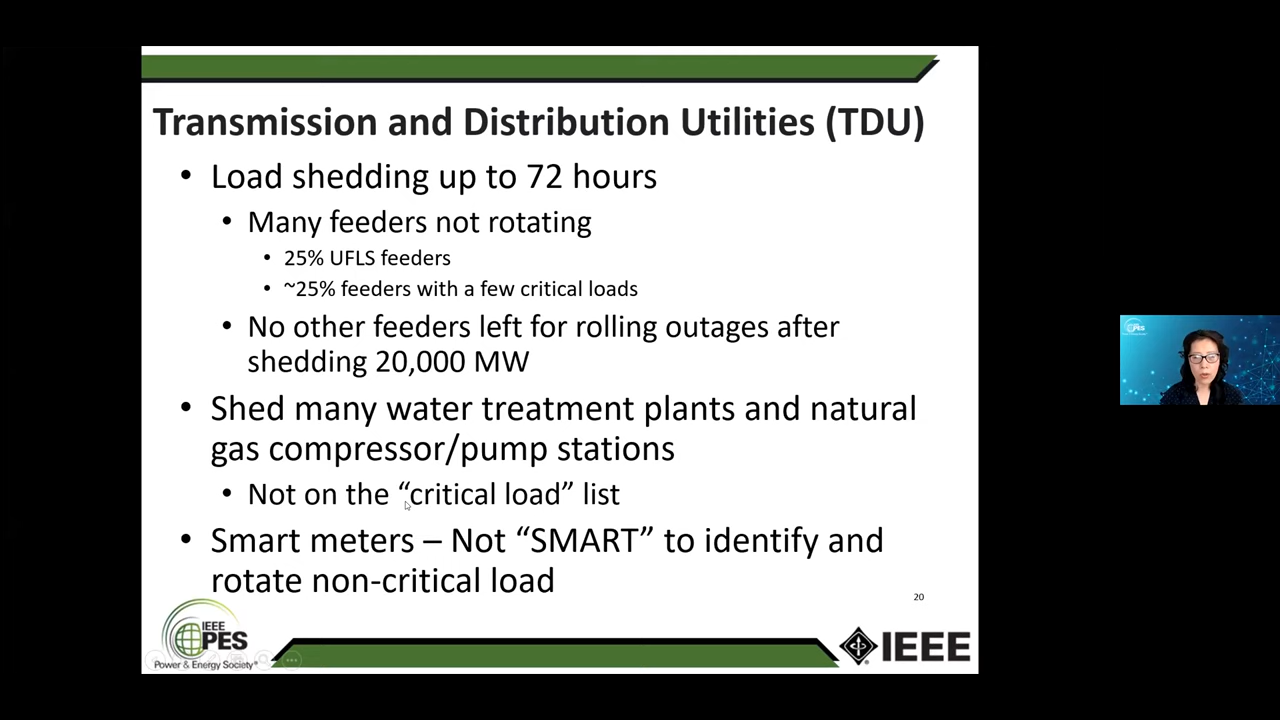 Transmission and Distribution Utilities (TDU)
• Load shedding up to 72 hours
• Many feeders not rotating
• 25% UFLS feeders
• ~25% feeders with a few critical loads
• No other feeders left for rolling outages after
shedding 20,000 MW
• Shed many water treatment plants and natural
gas compressor/pump stations
• Not on the “critical load” list
• Smart meters – Not “SMART” to identify and
rotate non-critical load
20
IEEE
PES
Power & Energy Society®
IEEE
PES